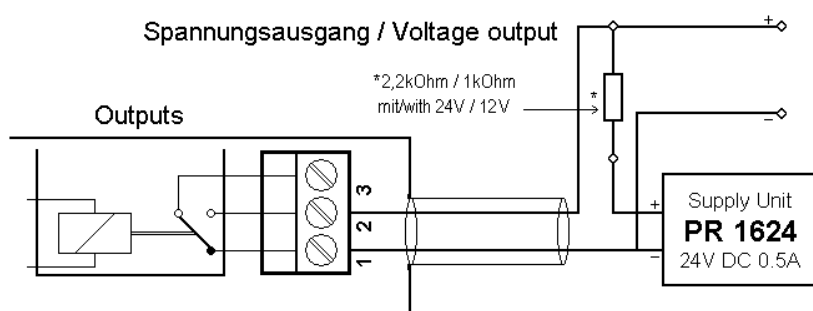 Spannungsausgang / Voltage output
*2,2kOhm / 1kOhm
mit/with 24V / 12V
*
+
−
Outputs
3
2
1
+
−
Supply Unit
PR 1624
24V DC 0.5A